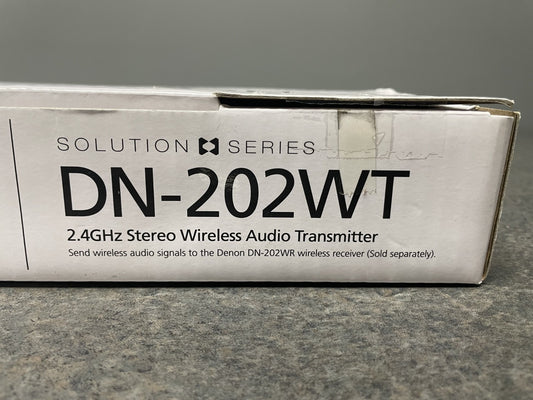 SOLUTION SERIES
DN-202WT
2.4GHz Stereo Wireless Audio Transmitter
Send wireless audio signals to the Denon DN-202WR wireless receiver (Sold separately).